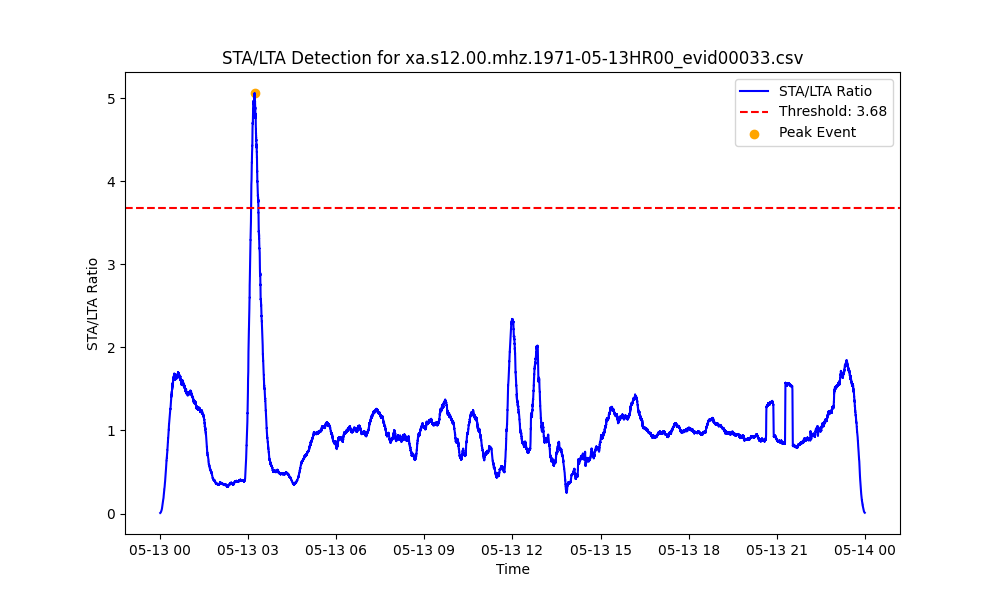 STA/LTA Detection for xa.s12.00.mhz.1971-05-13HR00_evid00033.csv
STA/LTA Ratio
Threshold: 3.68
Peak Event
5
4
3
2
1
0
STA/LTA Ratio
05-13 00
05-13 03
05-13 06
05-13 09
05-13 12
05-13 15
05-13 18
05-13 21
05-14 00
Time